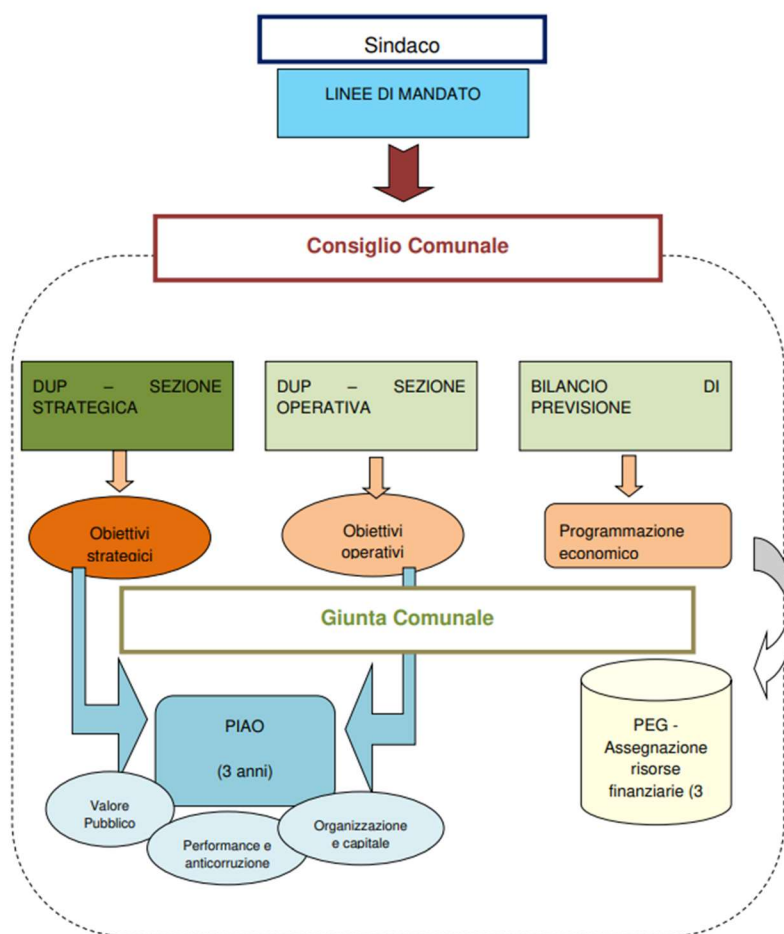 Sindaco
LINEE DI MANDATO
Consiglio Comunale
DUP – SEZIONE
STRATEGICA
DUP – SEZIONE
OPERATIVA
BILANCIO DI
PREVISIONE
Obiettivi
strategici
Obiettivi
operativi
Programmazione
economico
Giunta Comunale
PIAO
(3 anni)
PEG -
Assegnazione
risorse
finanziarie (3
Valore
Pubblico
Performance e
anticorruzione
Organizzazione
e capitale